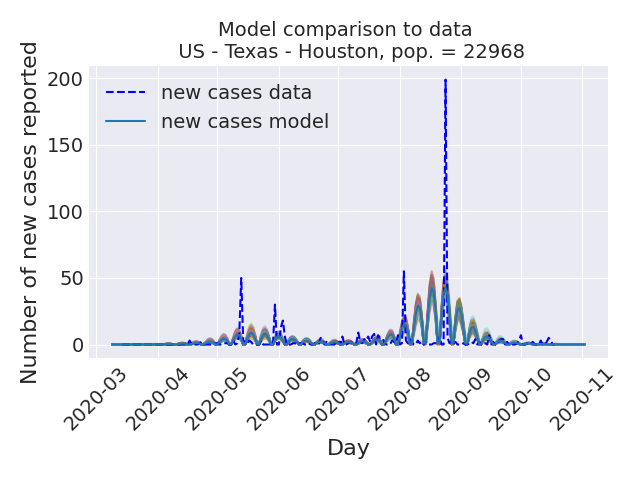 Model comparison to data
US - Texas - Houston, pop. = 22968
Number of new cases reported
200
150
100
50
0
new cases data
new cases model
2020-03
2020-04
2020-05
2020-06
2020-07
2020-08
2020-09
2020-10
2020-11
Day